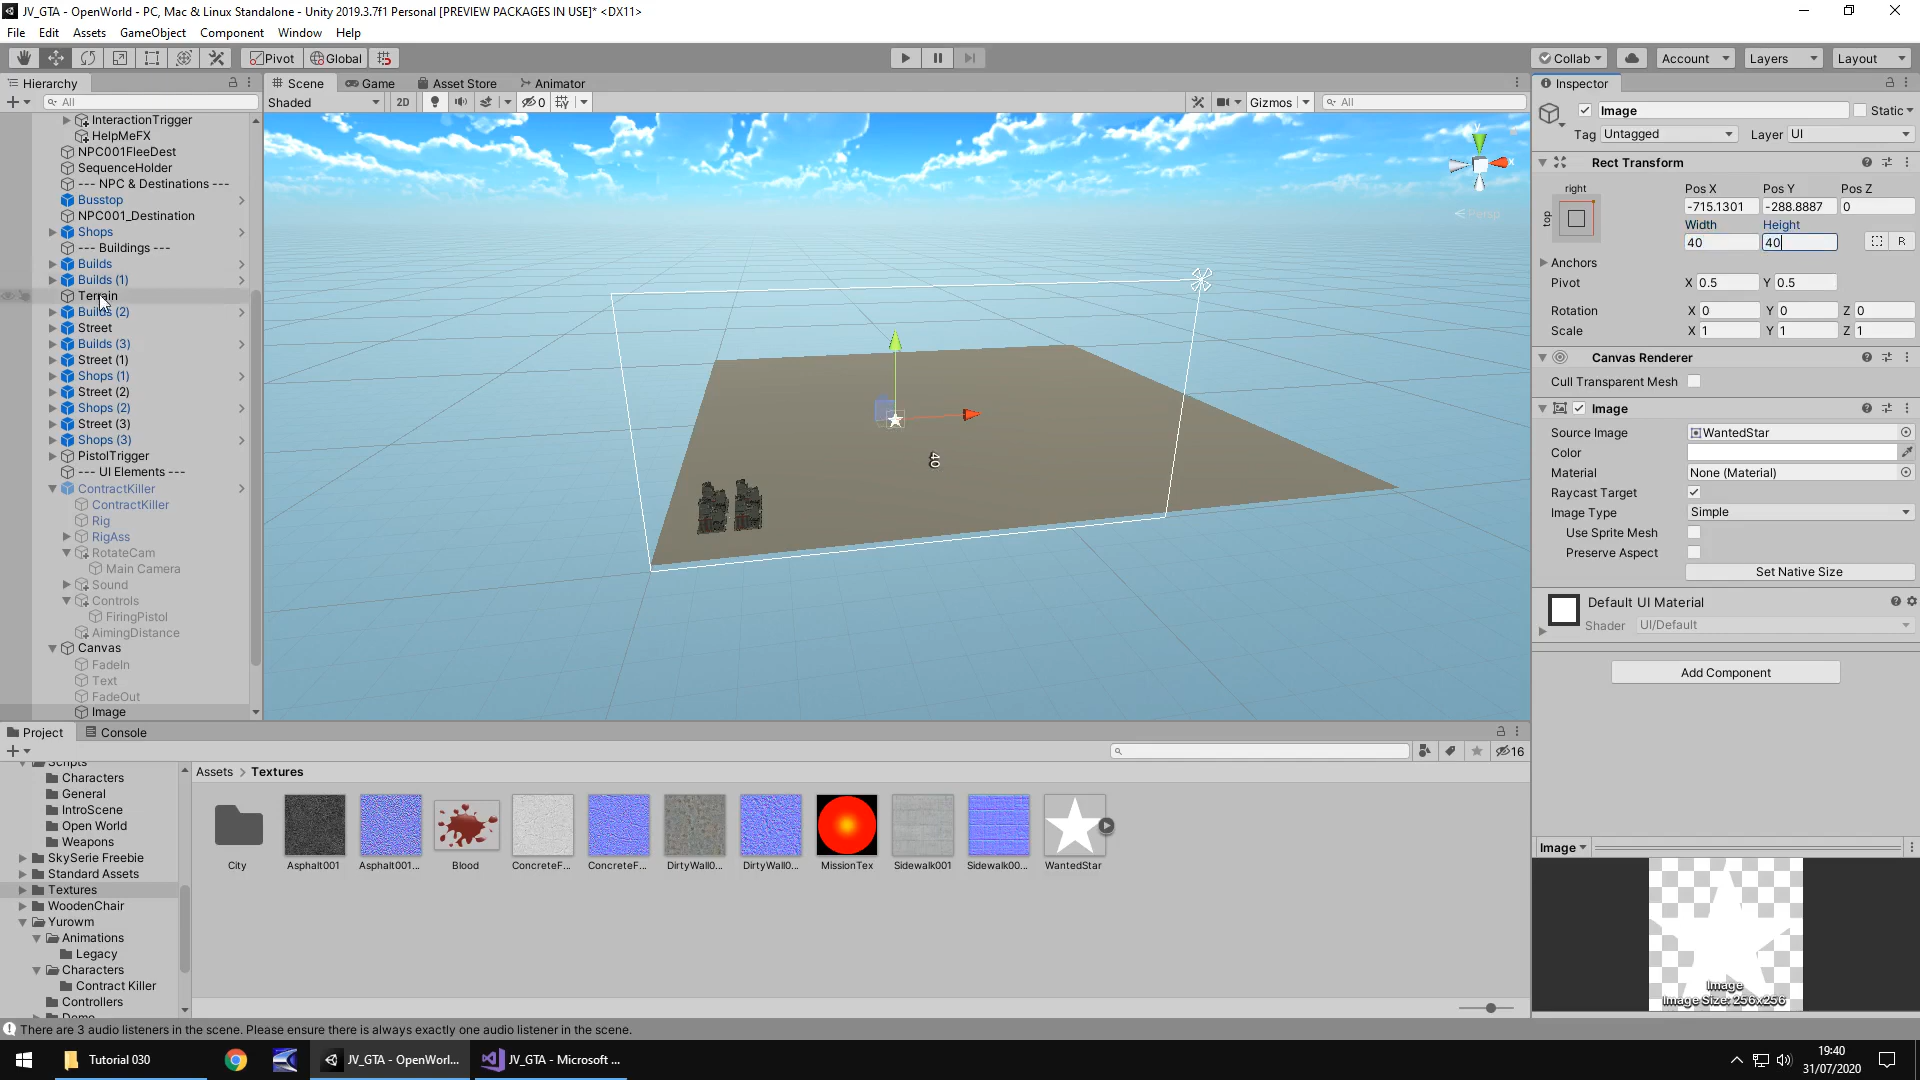 JV_GTA - OpenWorld - PC, Mac & Linux Standalone - Unity 2019.3.7f1 Personal [PREVIEW PACKAGES IN USE]* <DX11>
File Edit Assets GameObject Component Window Help
Pivot Global Collab Account Layers Layout
Hierarchy Scene Game Asset Store Animator Inspector
All Shaded 2D 0 Gizmos All
InteractionTrigger
HelpMeFX
NPC001FleeDest
SequenceHolder
--- NPC & Destinations ---
Busstop
NPC001_Destination
Shops
--- Buildings ---
Builds
Builds (1)
Terrain
Builds (2)
Street
Builds (3)
Street (1)
Shops (1)
Street (2)
Shops (2)
Street (3)
Shops (3)
PistolTrigger
--- UI Elements ---
ContractKiller
ContractKiller
Rig
RigAss
RotateCam
Main Camera
Sound
Controls
FiringPistol
AimingDistance
Canvas
FadeIn
Text
FadeOut
Image
y
x
Persp
40
Image Static
Tag Untagged Layer UI
Rect Transform
right
top
Pos X Pos Y Pos Z
-715.1301 -288.8887 0
Width Height
40 40
R
Anchors
Pivot X 0.5 Y 0.5
Rotation X 0 Y 0 Z 0
Scale X 1 Y 1 Z 1
Canvas Renderer
Cull Transparent Mesh
Image
Source Image WantedStar
Color
Material None (Material)
Raycast Target
Image Type Simple
Use Sprite Mesh
Preserve Aspect
Set Native Size
Default UI Material
Shader UI/Default
Add Component
Image
Image
Image Size: 256x256
Project Console
16
Scripts
Characters
General
IntroScene
Open World
Weapons
SkySerie Freebie
Standard Assets
Textures
WoodenChair
Yurowm
Animations
Legacy
Characters
Contract Killer
Controllers
Demo
Assets > Textures
City Asphalt001 Asphalt001... Blood ConcreteF... ConcreteF... DirtyWall0... DirtyWall0... MissionTex Sidewalk001 Sidewalk00... WantedStar
There are 3 audio listeners in the scene. Please ensure there is always exactly one audio listener in the scene.
Tutorial 030 JV_GTA - OpenWorl... JV_GTA - Microsoft ...
19:40
31/07/2020